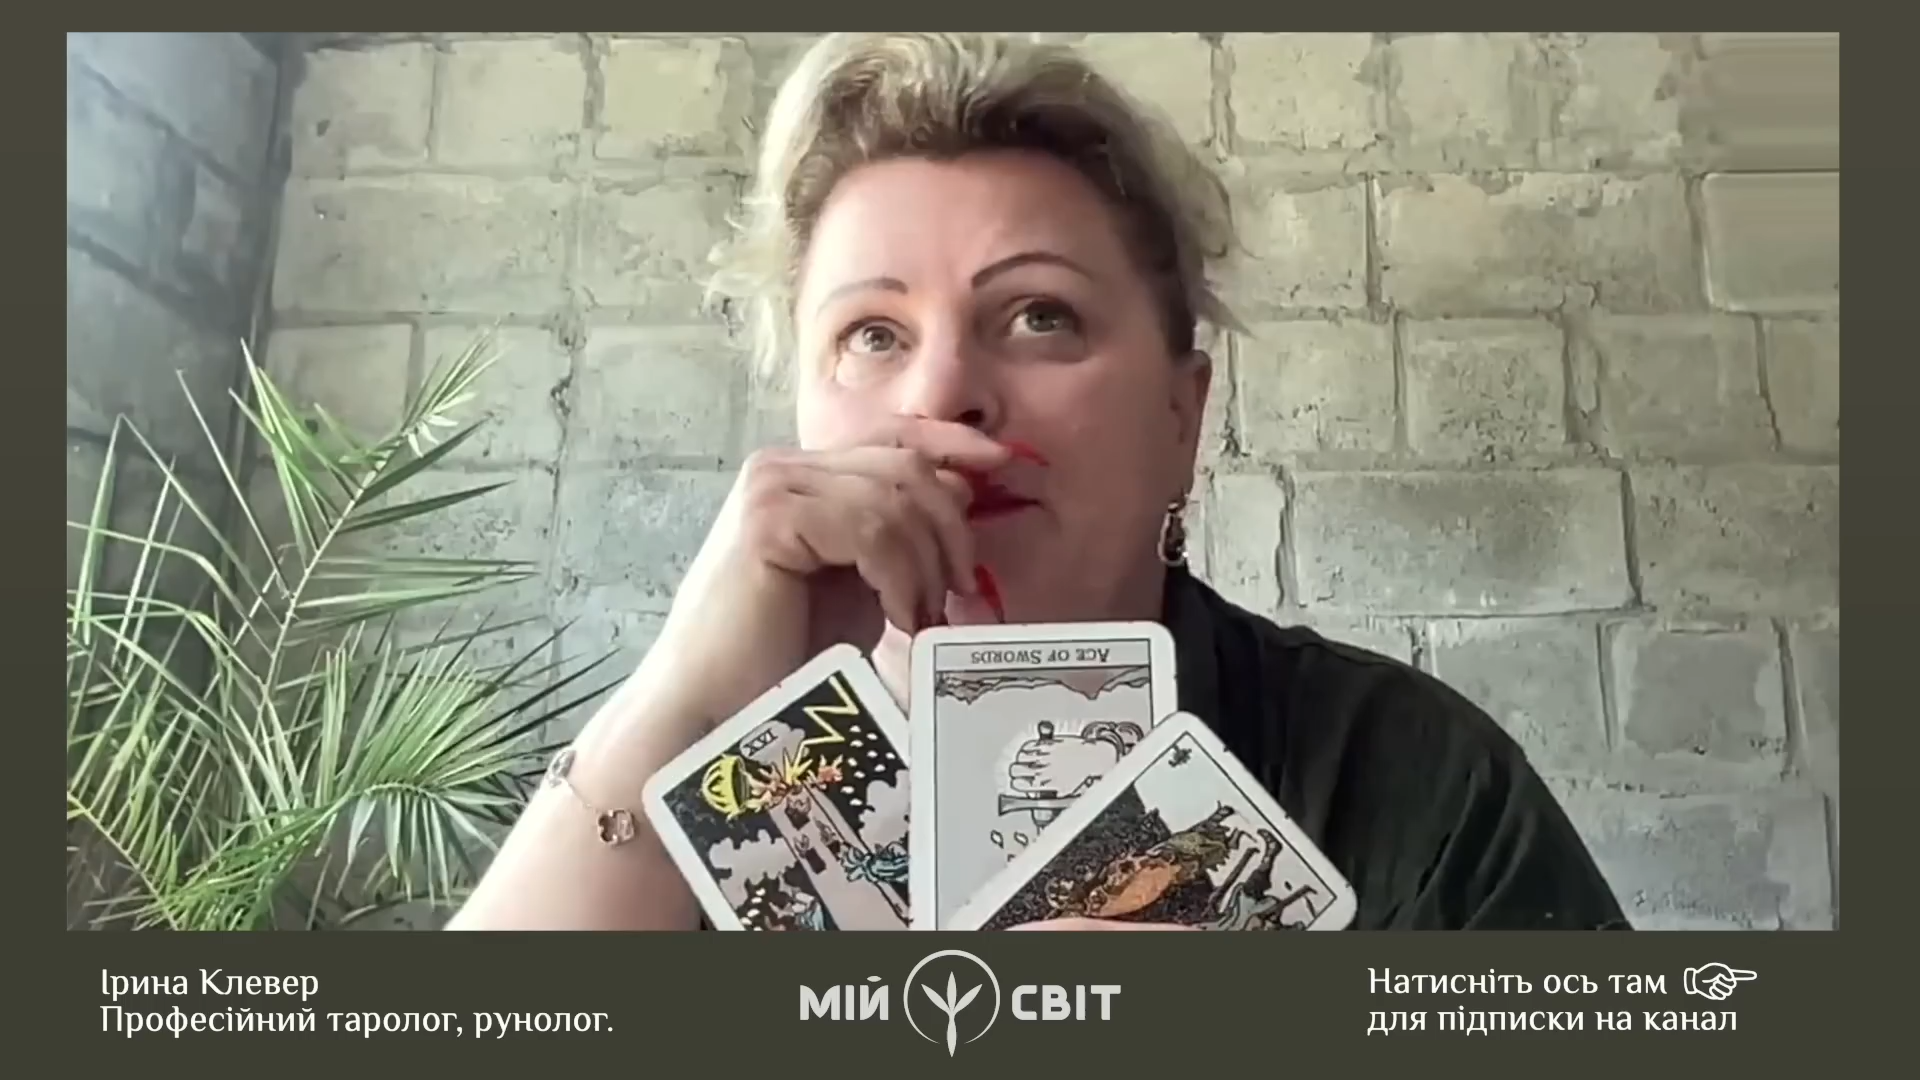 XVI
ACE OF SWORDS
Ірина Клевер
Професійний таролог, рунолог.
МІЙ СВІТ
Натисніть ось там
для підписки на канал